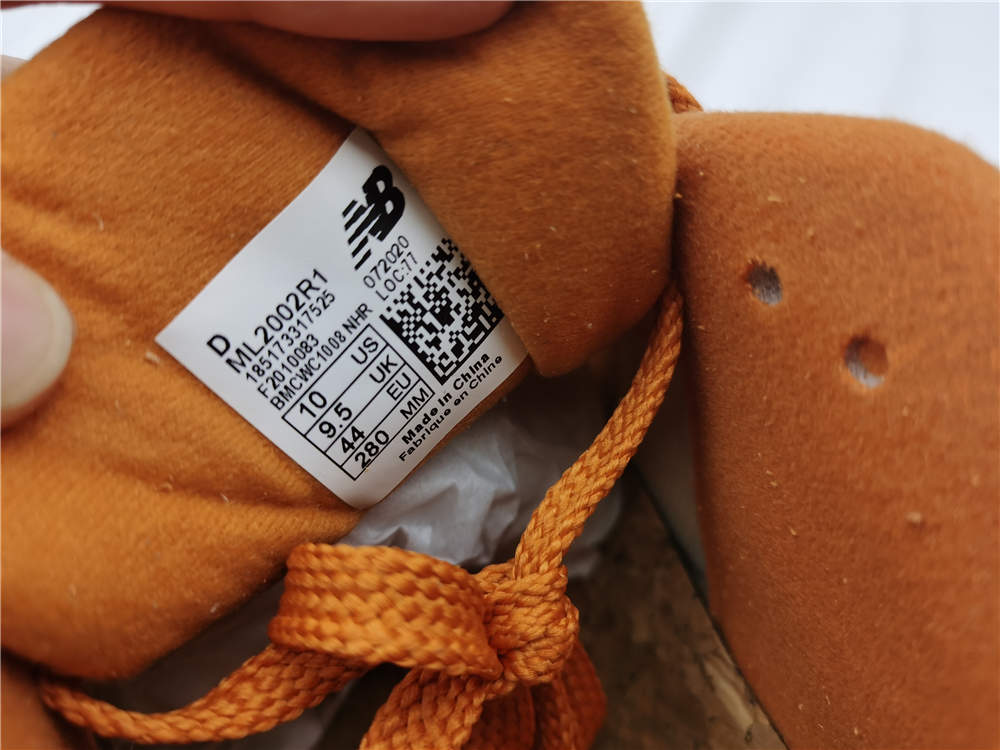 NB
072020
LOC:77
D
ML2002R1
185173317525
F2010083
BMCWC1008 NHR
10 US
9.5 UK
44 EU
280 MM
Made in China
Fabriqué en Chine